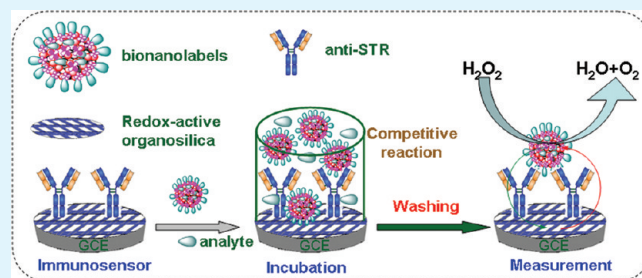 bionanolabels
anti-STR
H2O2
H2O+O2
Redox-active
organosilica
Competitive
reaction
analyte
Washing
GCE
GCE
GCE
Immunosensor
Incubation
Measurement